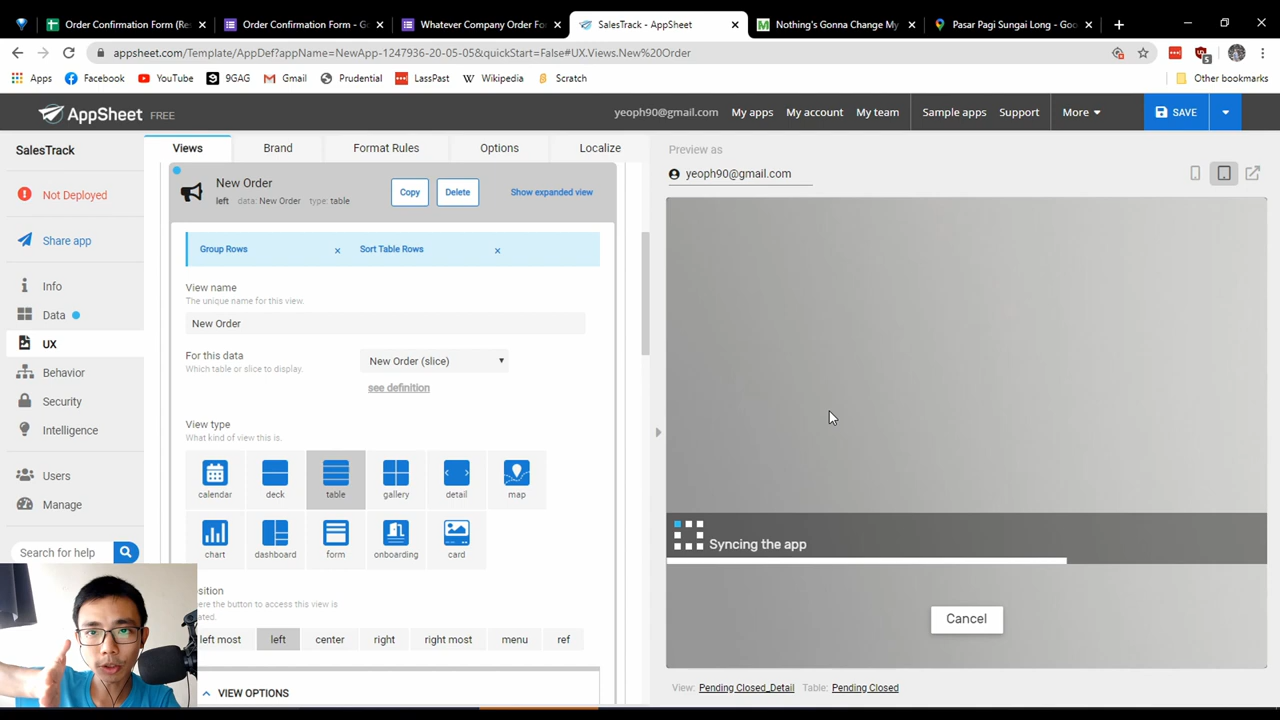 Order Confirmation Form (Res
Order Confirmation Form - Go
Whatever Company Order Fo
SalesTrack - AppSheet
Nothing's Gonna Change My
Pasar Pagi Sungai Long - Goo
appsheet.com/Template/AppDef?appName=NewApp-1247936-20-05-05&quickStart=False#UX.Views.New%20Order
5
Apps
Facebook
YouTube
9GAG
Gmail
Prudential
LassPast
Wikipedia
Scratch
Other bookmarks
AppSheet FREE
yeoph90@gmail.com
My apps
My account
My team
Sample apps
Support
More
SAVE
SalesTrack
Not Deployed
Share app
Info
Data
UX
Behavior
Security
Intelligence
Users
Manage
Search for help
Views
Brand
Format Rules
Options
Localize
New Order
left data: New Order type: table
Copy
Delete
Show expanded view
Group Rows
Sort Table Rows
View name
The unique name for this view.
New Order
For this data
Which table or slice to display.
New Order (slice)
see definition
View type
What kind of view this is.
calendar
deck
table
gallery
detail
map
chart
dashboard
form
onboarding
card
osition
here the button to access this view is
ated.
left most
left
center
right
right most
menu
ref
VIEW OPTIONS
Preview as
yeoph90@gmail.com
Syncing the app
Cancel
View: Pending Closed_Detail Table: Pending Closed